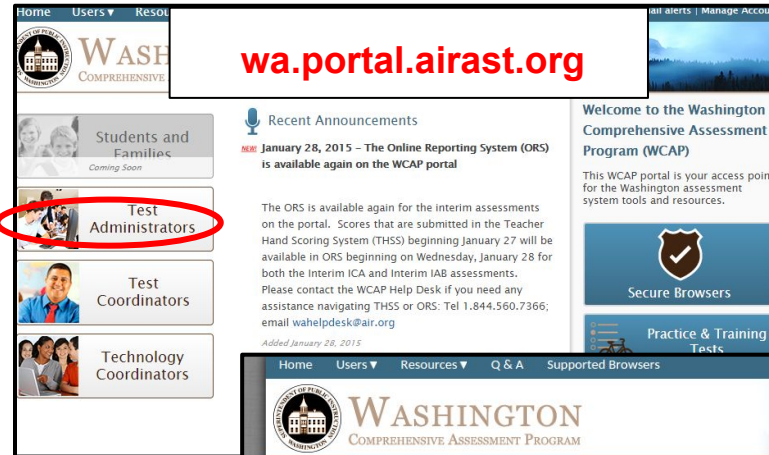 Home Users▼ Resou
ail alerts | Manage Accou
WASH
COMPREHENSIVE
wa.portal.airast.org
Students and
Families
Coming Soon
Test
Administrators
Test
Coordinators
Technology
Coordinators
Recent Announcements
NEW! January 28, 2015 – The Online Reporting System (ORS)
is available again on the WCAP portal
The ORS is available again for the interim assessments
on the portal. Scores that are submitted in the Teacher
Hand Scoring System (THSS) beginning January 27 will be
available in ORS beginning on Wednesday, January 28 for
both the Interim ICA and Interim IAB assessments.
Please contact the WCAP Help Desk if you need any
assistance navigating THSS or ORS: Tel 1.844.560.7366;
email wahelpdesk@air.org
Added January 28, 2015
Welcome to the Washington
Comprehensive Assessment
Program (WCAP)
This WCAP portal is your access poin
for the Washington assessment
system tools and resources.
Secure Browsers
Practice & Training
Tests
Home Users▼ Resources▼ Q & A Supported Browsers
WASHINGTON
COMPREHENSIVE ASSESSMENT PROGRAM